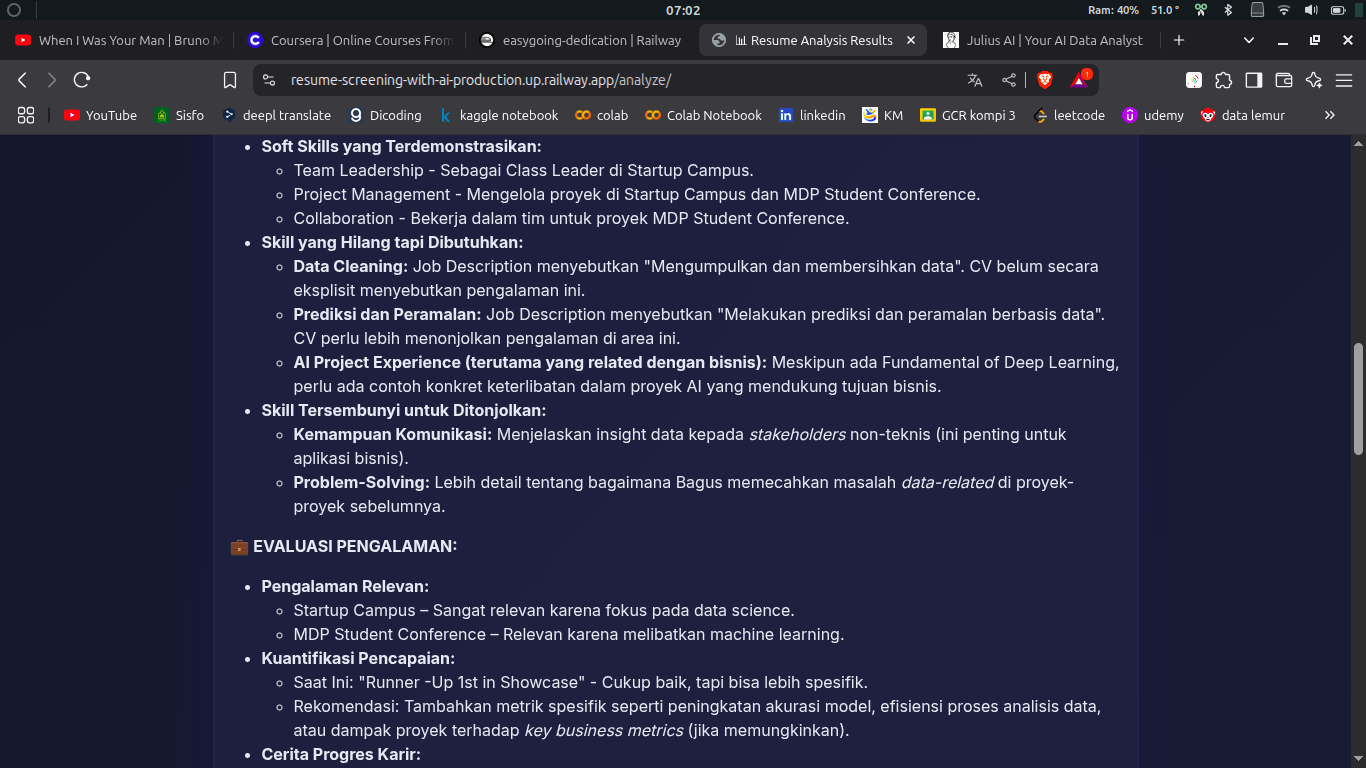 07:02
Ram: 40% 51.0 °
When I Was Your Man | Bruno M
Coursera | Online Courses From
easygoing-dedication | Railway
Resume Analysis Results
Julius AI | Your AI Data Analyst
resume-screening-with-ai-production.up.railway.app/analyze/
1
YouTube
Sisfo
deepl translate
Dicoding
kaggle notebook
colab
Colab Notebook
linkedin
KM
GCR kompi 3
leetcode
udemy
data lemur
• Soft Skills yang Terdemonstrasikan:
◦ Team Leadership - Sebagai Class Leader di Startup Campus.
◦ Project Management - Mengelola proyek di Startup Campus dan MDP Student Conference.
◦ Collaboration - Bekerja dalam tim untuk proyek MDP Student Conference.
• Skill yang Hilang tapi Dibutuhkan:
◦ Data Cleaning: Job Description menyebutkan "Mengumpulkan dan membersihkan data". CV belum secara
eksplisit menyebutkan pengalaman ini.
◦ Prediksi dan Peramalan: Job Description menyebutkan "Melakukan prediksi dan peramalan berbasis data".
CV perlu lebih menonjolkan pengalaman di area ini.
◦ AI Project Experience (terutama yang related dengan bisnis): Meskipun ada Fundamental of Deep Learning,
perlu ada contoh konkret keterlibatan dalam proyek AI yang mendukung tujuan bisnis.
• Skill Tersembunyi untuk Ditonjolkan:
◦ Kemampuan Komunikasi: Menjelaskan insight data kepada stakeholders non-teknis (ini penting untuk
aplikasi bisnis).
◦ Problem-Solving: Lebih detail tentang bagaimana Bagus memecahkan masalah data-related di proyek-
proyek sebelumnya.
💼 EVALUASI PENGALAMAN:
• Pengalaman Relevan:
◦ Startup Campus – Sangat relevan karena fokus pada data science.
◦ MDP Student Conference – Relevan karena melibatkan machine learning.
• Kuantifikasi Pencapaian:
◦ Saat Ini: "Runner -Up 1st in Showcase" - Cukup baik, tapi bisa lebih spesifik.
◦ Rekomendasi: Tambahkan metrik spesifik seperti peningkatan akurasi model, efisiensi proses analisis data,
atau dampak proyek terhadap key business metrics (jika memungkinkan).
• Cerita Progres Karir: